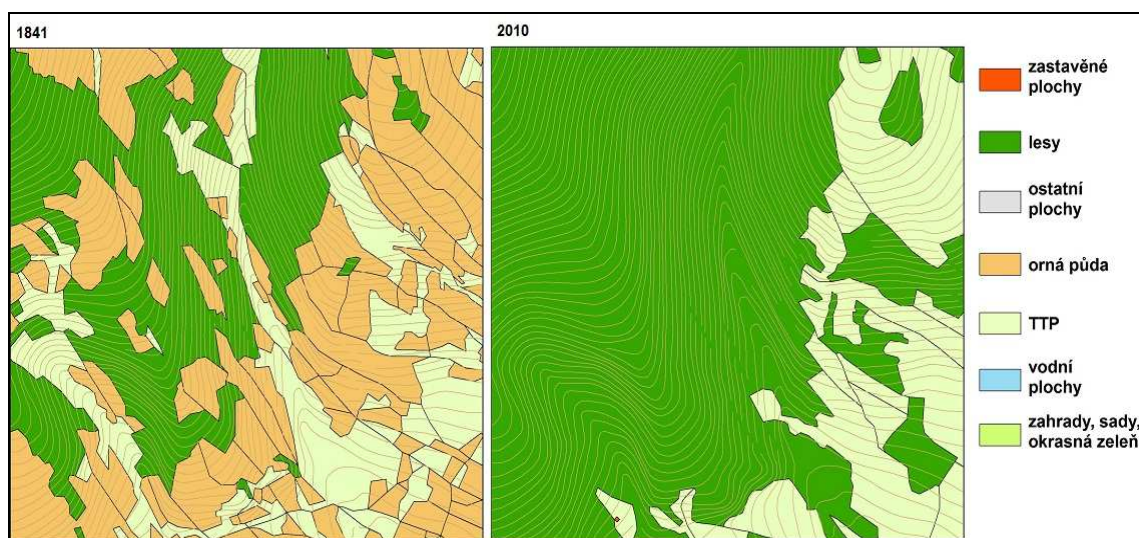 1841
2010
zastavěné
plochy
lesy
ostatní
plochy
orná půda
TTP
vodní
plochy
zahrady, sady,
okrasná zeleň